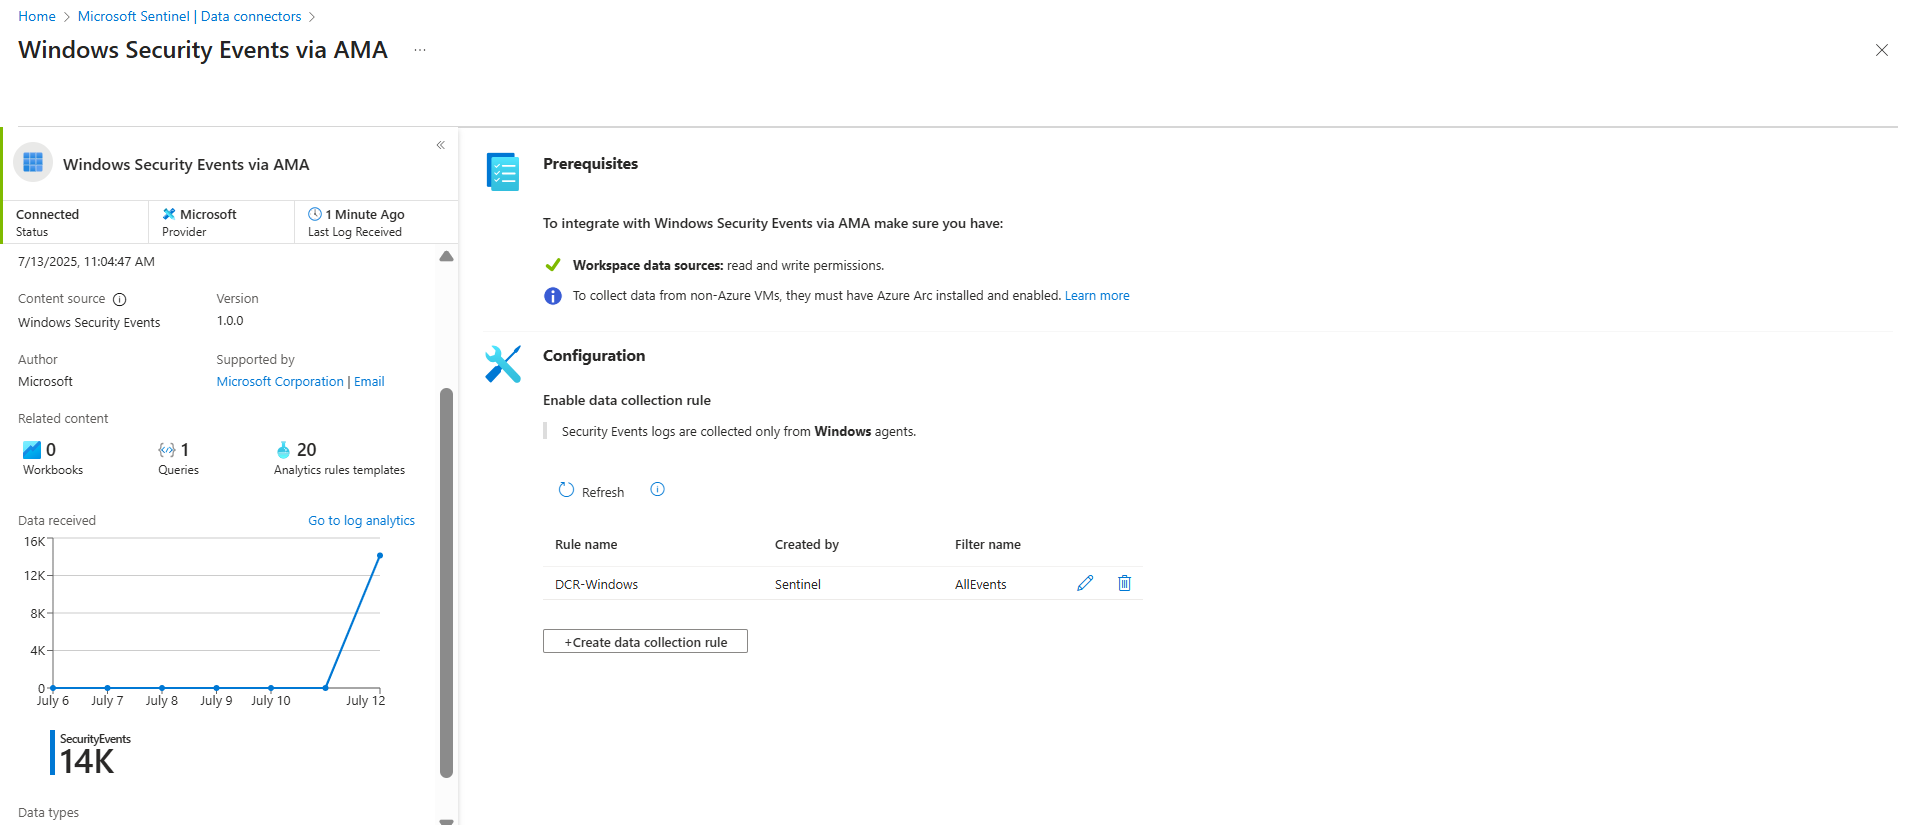 Home > Microsoft Sentinel | Data connectors >
Windows Security Events via AMA ...
Windows Security Events via AMA
Connected
Status
Microsoft
Provider
1 Minute Ago
Last Log Received
7/13/2025, 11:04:47 AM
Content source
Windows Security Events
Version
1.0.0
Author
Microsoft
Supported by
Microsoft Corporation | Email
Related content
0
Workbooks
1
Queries
20
Analytics rules templates
Data received
Go to log analytics
16K
12K
8K
4K
0
July 6 July 7 July 8 July 9 July 10 July 12
SecurityEvents
14K
Data types
Prerequisites
To integrate with Windows Security Events via AMA make sure you have:
Workspace data sources: read and write permissions.
To collect data from non-Azure VMs, they must have Azure Arc installed and enabled. Learn more
Configuration
Enable data collection rule
Security Events logs are collected only from Windows agents.
Refresh
Rule name Created by Filter name
DCR-Windows Sentinel AllEvents
+Create data collection rule